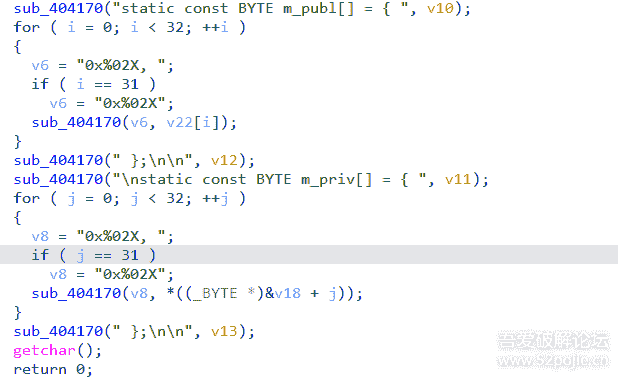 sub_404170("static const BYTE m_publ[] = { ", v10);
for ( i = 0; i < 32; ++i )
{
  v6 = "0x%02X, ";
  if ( i == 31 )
    v6 = "0x%02X";
  sub_404170(v6, v22[i]);
}
sub_404170(" };\n\n", v12);
sub_404170("\nstatic const BYTE m_priv[] = { ", v11);
for ( j = 0; j < 32; ++j )
{
  v8 = "0x%02X, ";
  if ( j == 31 )
    v8 = "0x%02X";
  sub_404170(v8, *((_BYTE *)&v18 + j));
}
sub_404170(" };\n\n", v13);
getchar();
return 0;
吾爱破解论坛
www.52pojie.cn